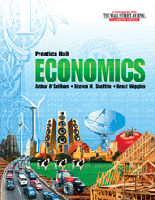 THE WALL STREET JOURNAL
Prentice Hall
ECONOMICS
Arthur O'Sullivan • Steven M. Sheffrin • Grant Wiggins